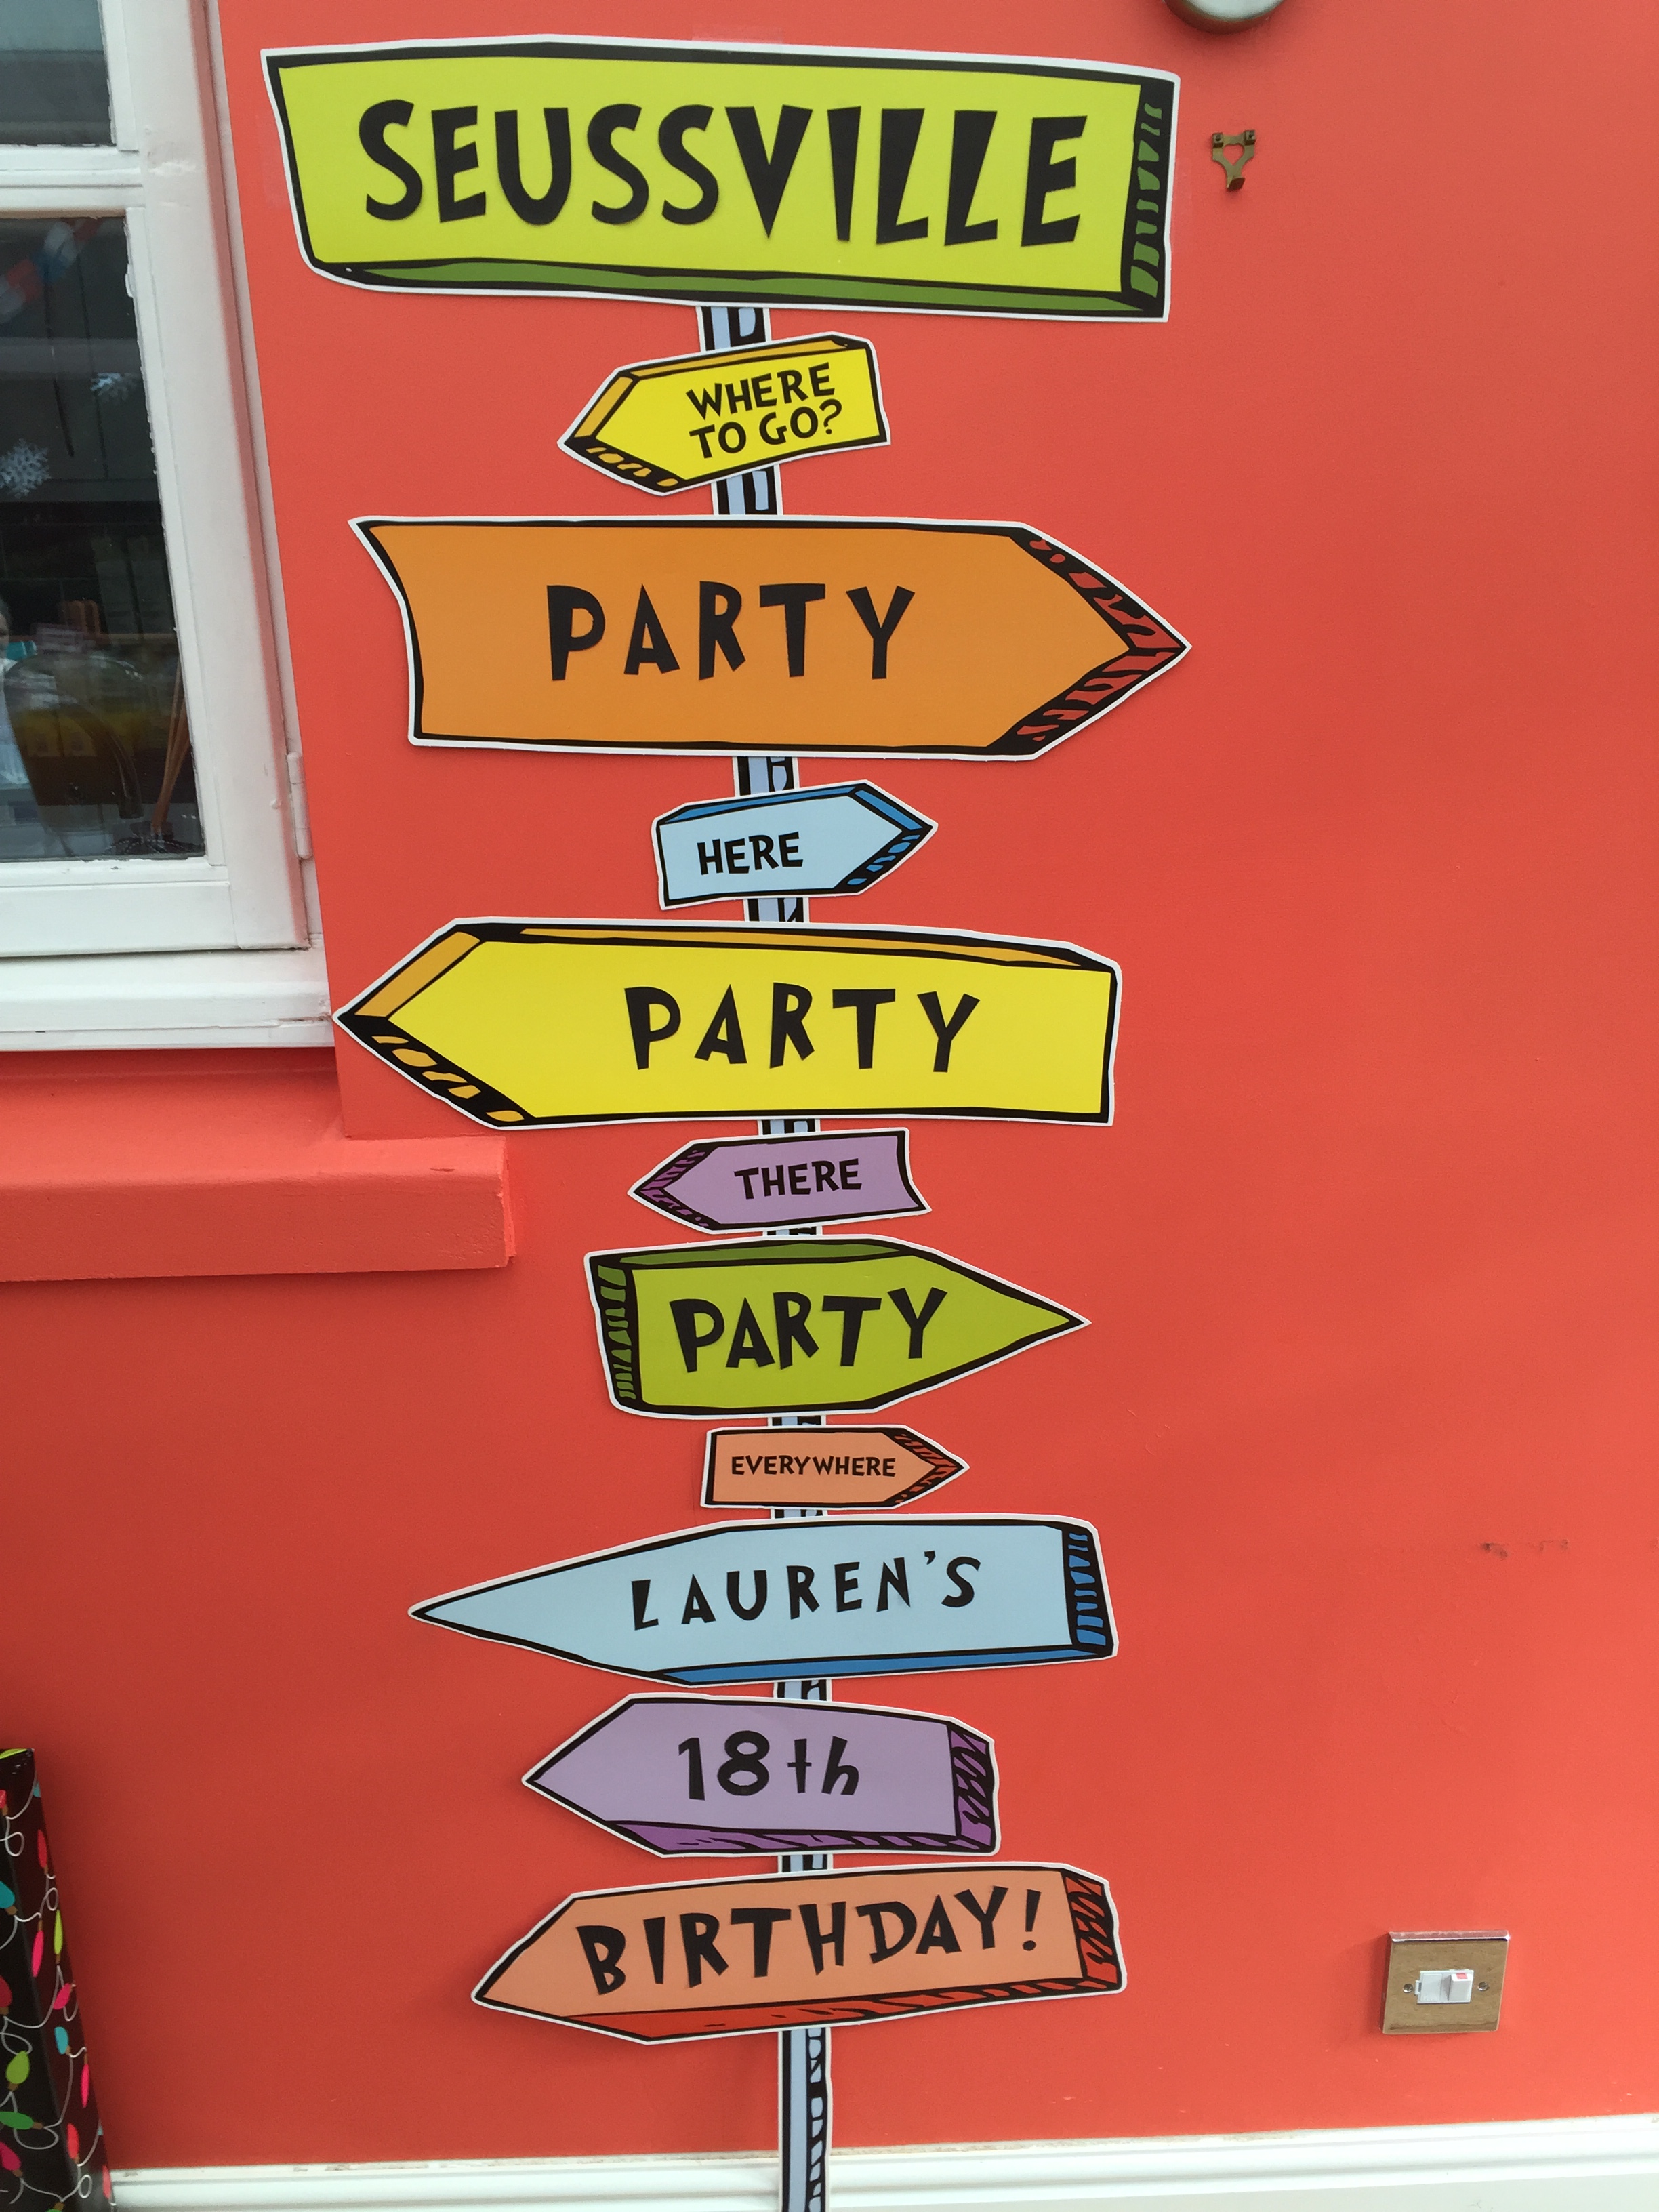 SEUSSVILLE
WHERE
TO GO?
PARTY
HERE
PARTY
THERE
PARTY
EVERYWHERE
LAUREN'S
18th
BIRTHDAY!